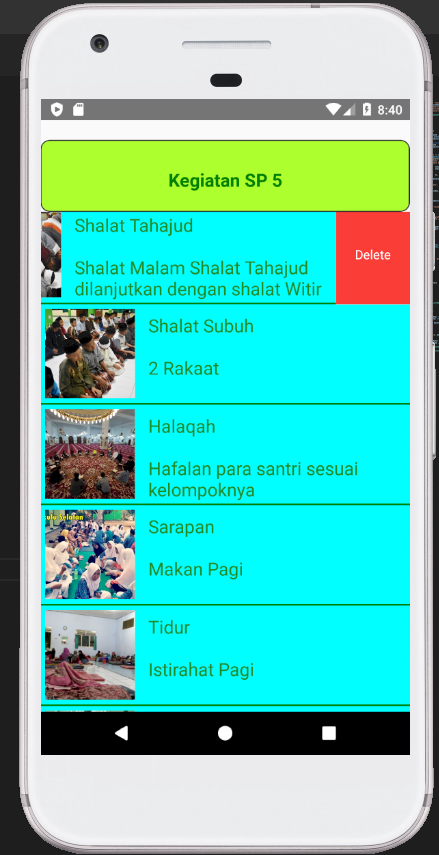 8:40
Kegiatan SP 5
Shalat Tahajud
Shalat Malam Shalat Tahajud
dilanjutkan dengan shalat Witir
Delete
Shalat Subuh
2 Rakaat
Halaqah
Hafalan para santri sesuai
kelompoknya
Sarapan
Makan Pagi
Tidur
Istirahat Pagi